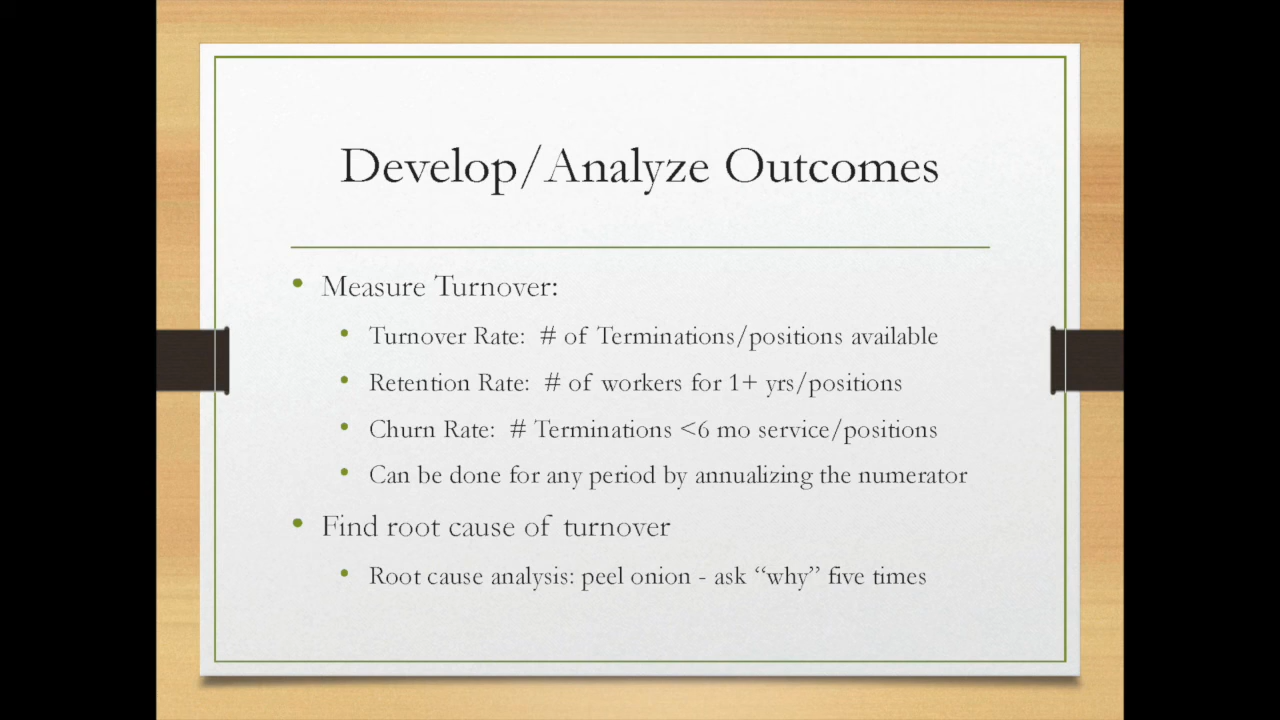 Develop/Analyze Outcomes
• Measure Turnover:
• Turnover Rate: # of Terminations/positions available
• Retention Rate: # of workers for 1+ yrs/positions
• Churn Rate: # Terminations <6 mo service/positions
• Can be done for any period by annualizing the numerator
• Find root cause of turnover
• Root cause analysis: peel onion - ask “why” five times